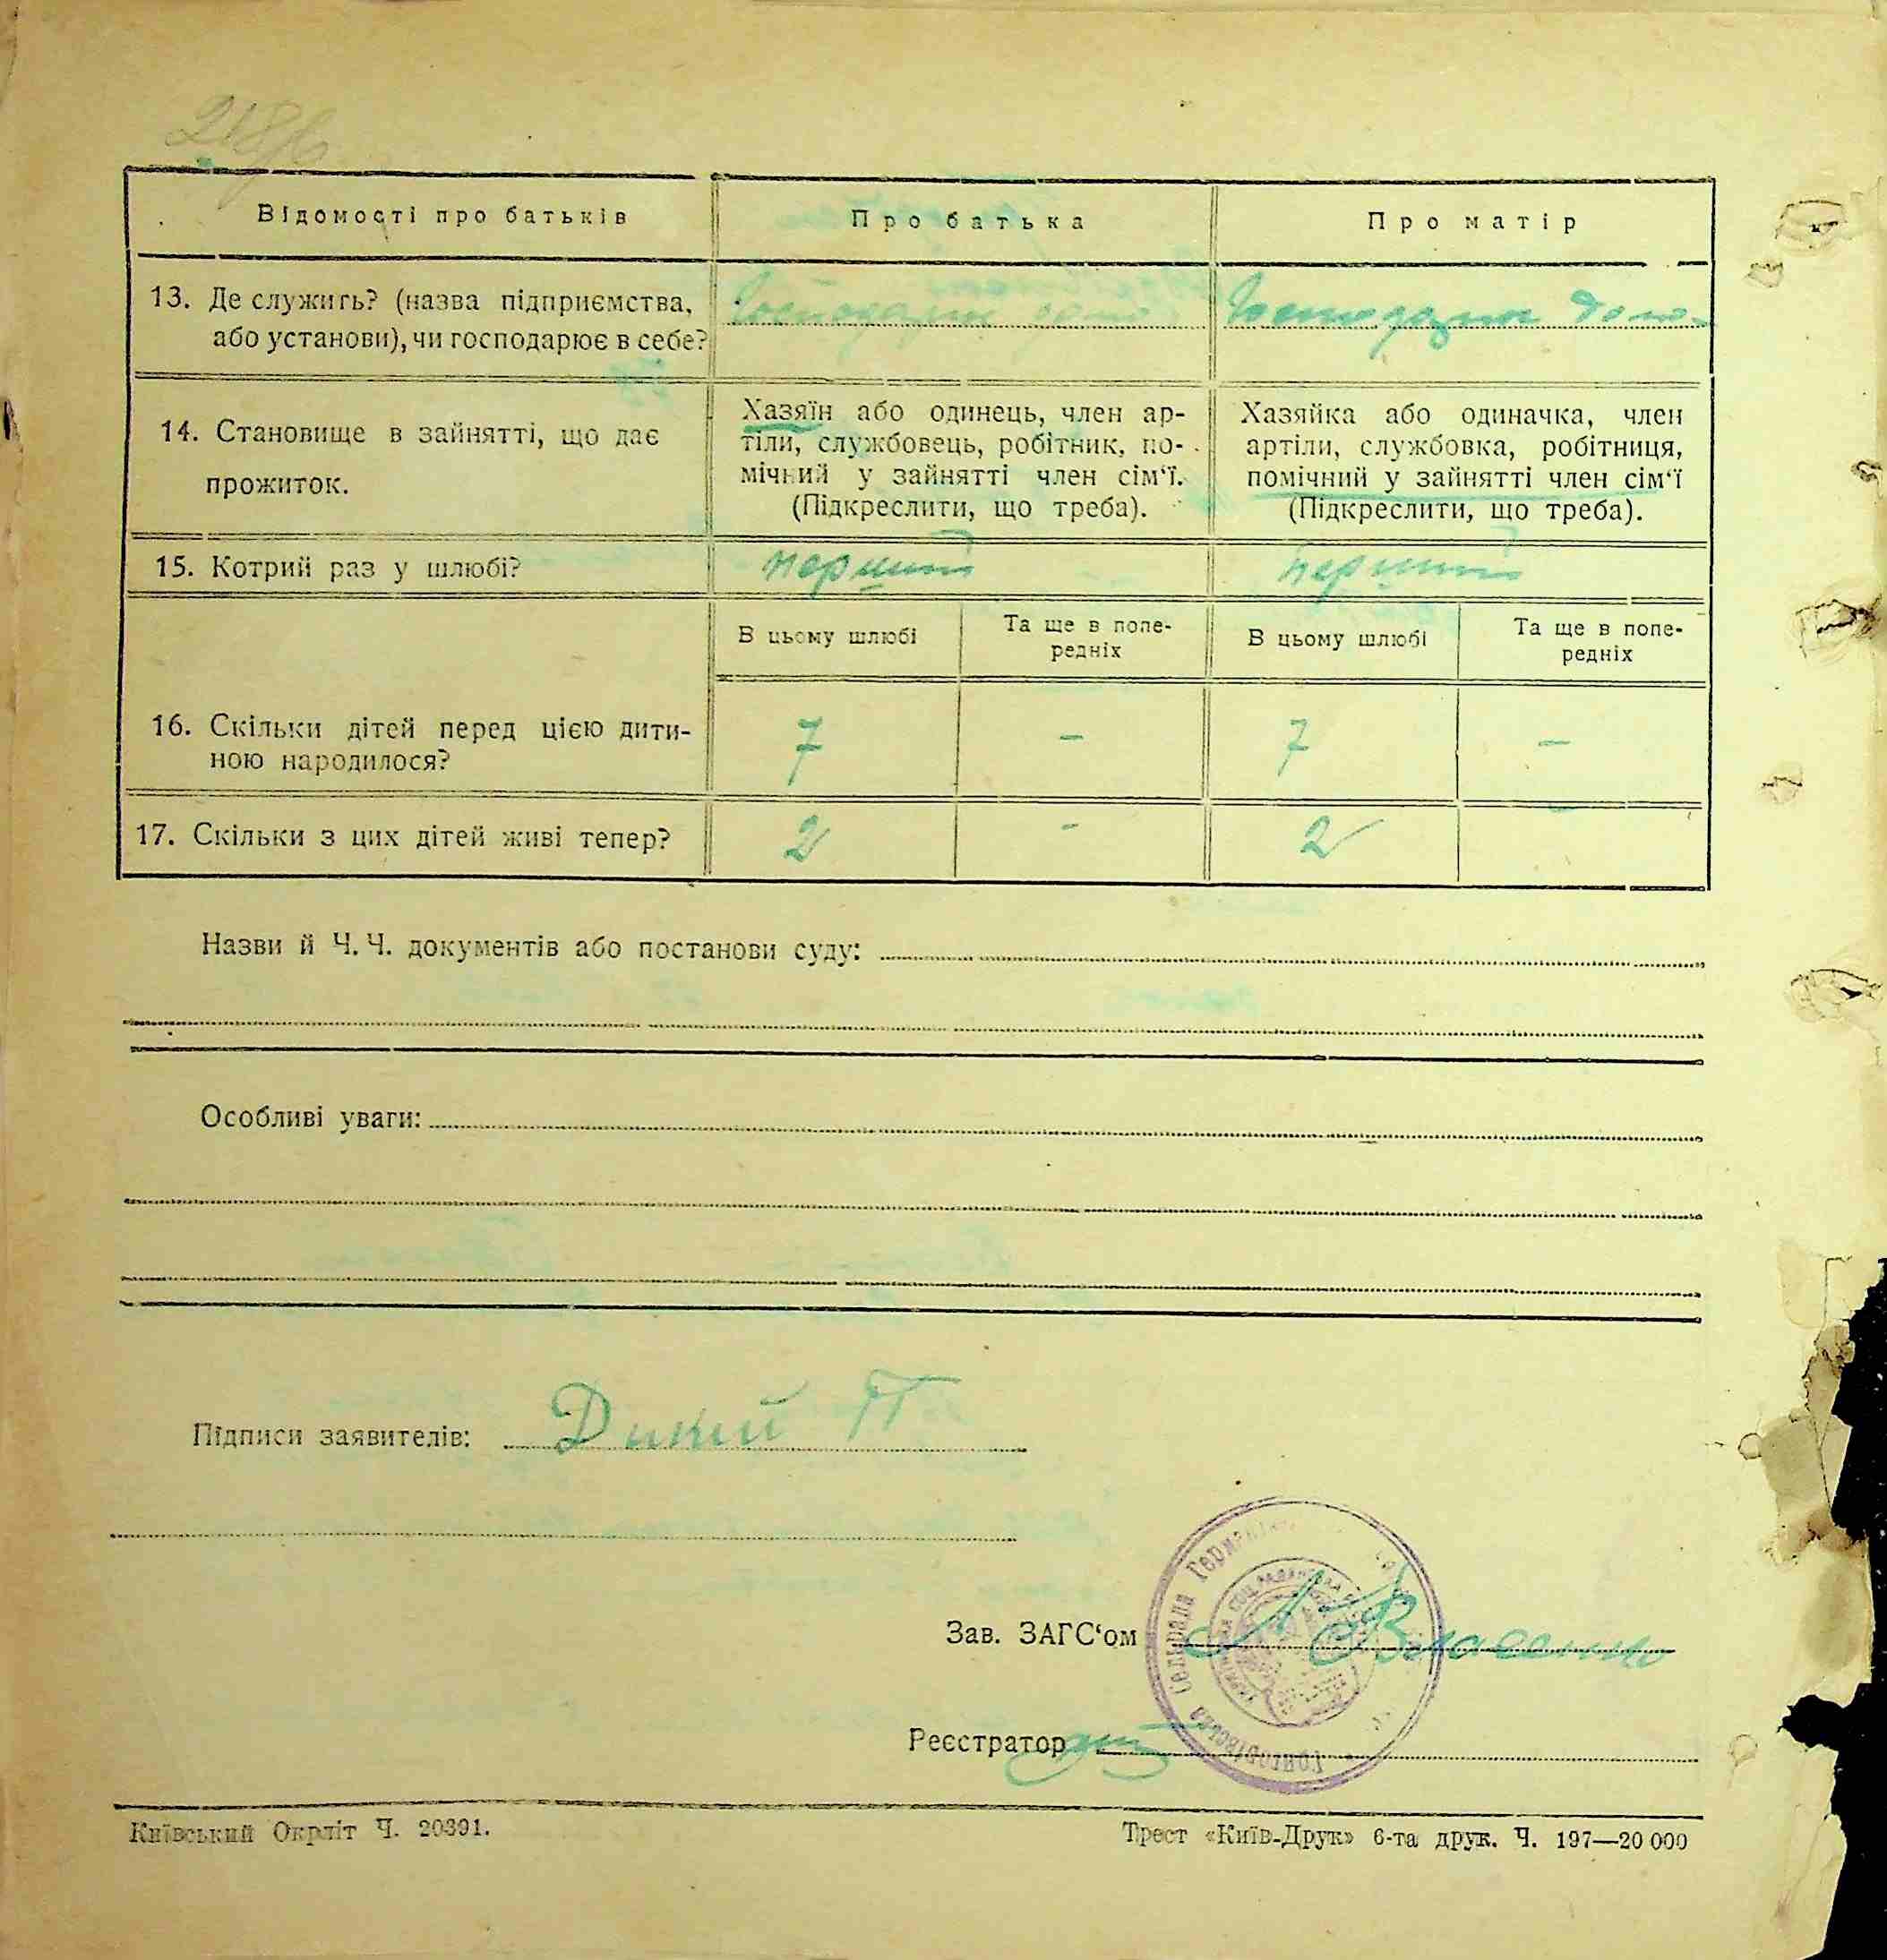 Відомості про батьків
Про батька
Про матір
13. Де служить? (назва підприємства,
або установи), чи господарює в себе?
Господарює
Господарює дома
14. Становище в зайнятті, що дає
прожиток.
Хазяїн або одинець, член ар-
тіли, службовець, робітник, по-
мічний у зайнятті член сім‘ї.
(Підкреслити, що треба).
Хазяйка або одиначка, член
артіли, службовка, робітниця,
помічний у зайнятті член сім‘ї
(Підкреслити, що треба).
15. Котрий раз у шлюбі?
перший
перший
В цьому шлюбі
Та ще в попе-
редніх
В цьому шлюбі
Та ще в попе-
редніх
16. Скільки дітей перед цією дити-
ною народилося?
7
–
7
–
17. Скільки з цих дітей живі тепер?
2
-
2
Назви й Ч. Ч. документів або постанови суду:
Особливі уваги:
Підписи заявителів: Дикий П
Зав. ЗАГС‘ом Власенко
Реєстратор
Київський Окрліт Ч. 20391.
Трест «Київ-Друк» 6-та друк. Ч. 197—20 000